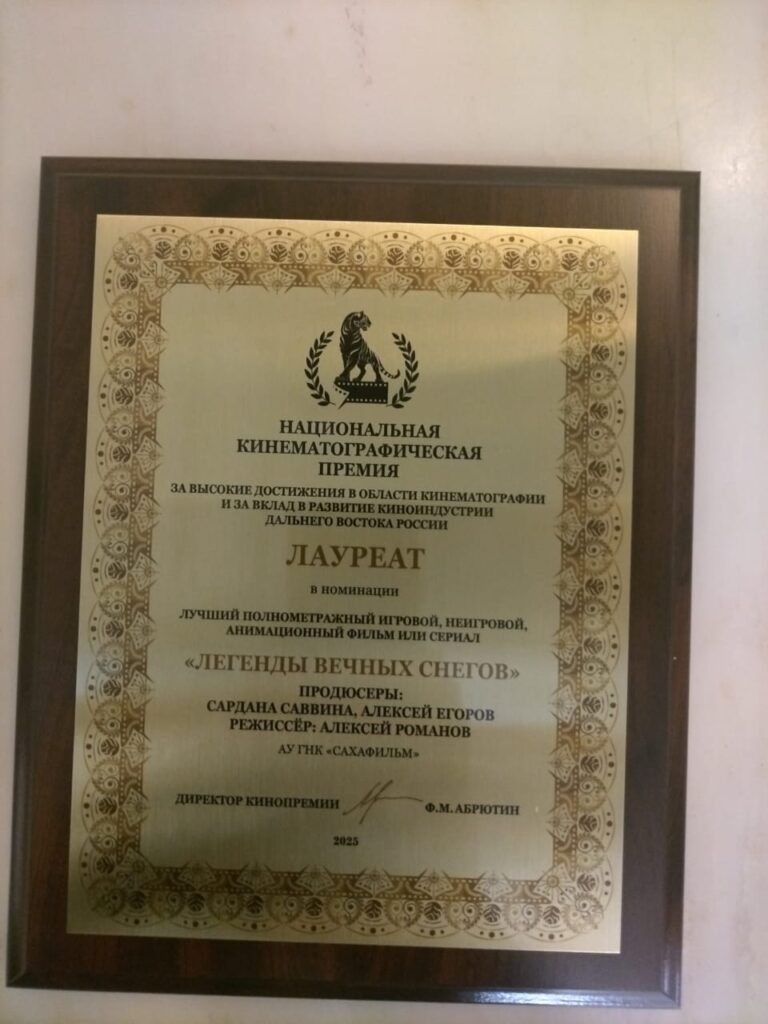 НАЦИОНАЛЬНАЯ
КИНЕМАТОГРАФИЧЕСКАЯ
ПРЕМИЯ
ЗА ВЫСОКИЕ ДОСТИЖЕНИЯ В ОБЛАСТИ КИНЕМАТОГРАФИИ
И ЗА ВКЛАД В РАЗВИТИЕ КИНОИНДУСТРИИ
ДАЛЬНЕГО ВОСТОКА РОССИИ
ЛАУРЕАТ
в номинации
ЛУЧШИЙ ПОЛНОМЕТРАЖНЫЙ ИГРОВОЙ, НЕИГРОВОЙ,
АНИМАЦИОННЫЙ ФИЛЬМ ИЛИ СЕРИАЛ
«ЛЕГЕНДЫ ВЕЧНЫХ СНЕГОВ»
ПРОДЮСЕРЫ:
САРДАНА САВВИНА, АЛЕКСЕЙ ЕГОРОВ
РЕЖИССЁР: АЛЕКСЕЙ РОМАНОВ
АУ ГНК «САХАФИЛЬМ»
ДИРЕКТОР КИНОПРЕМИИ Ф.М. АБРЮТИН
2025